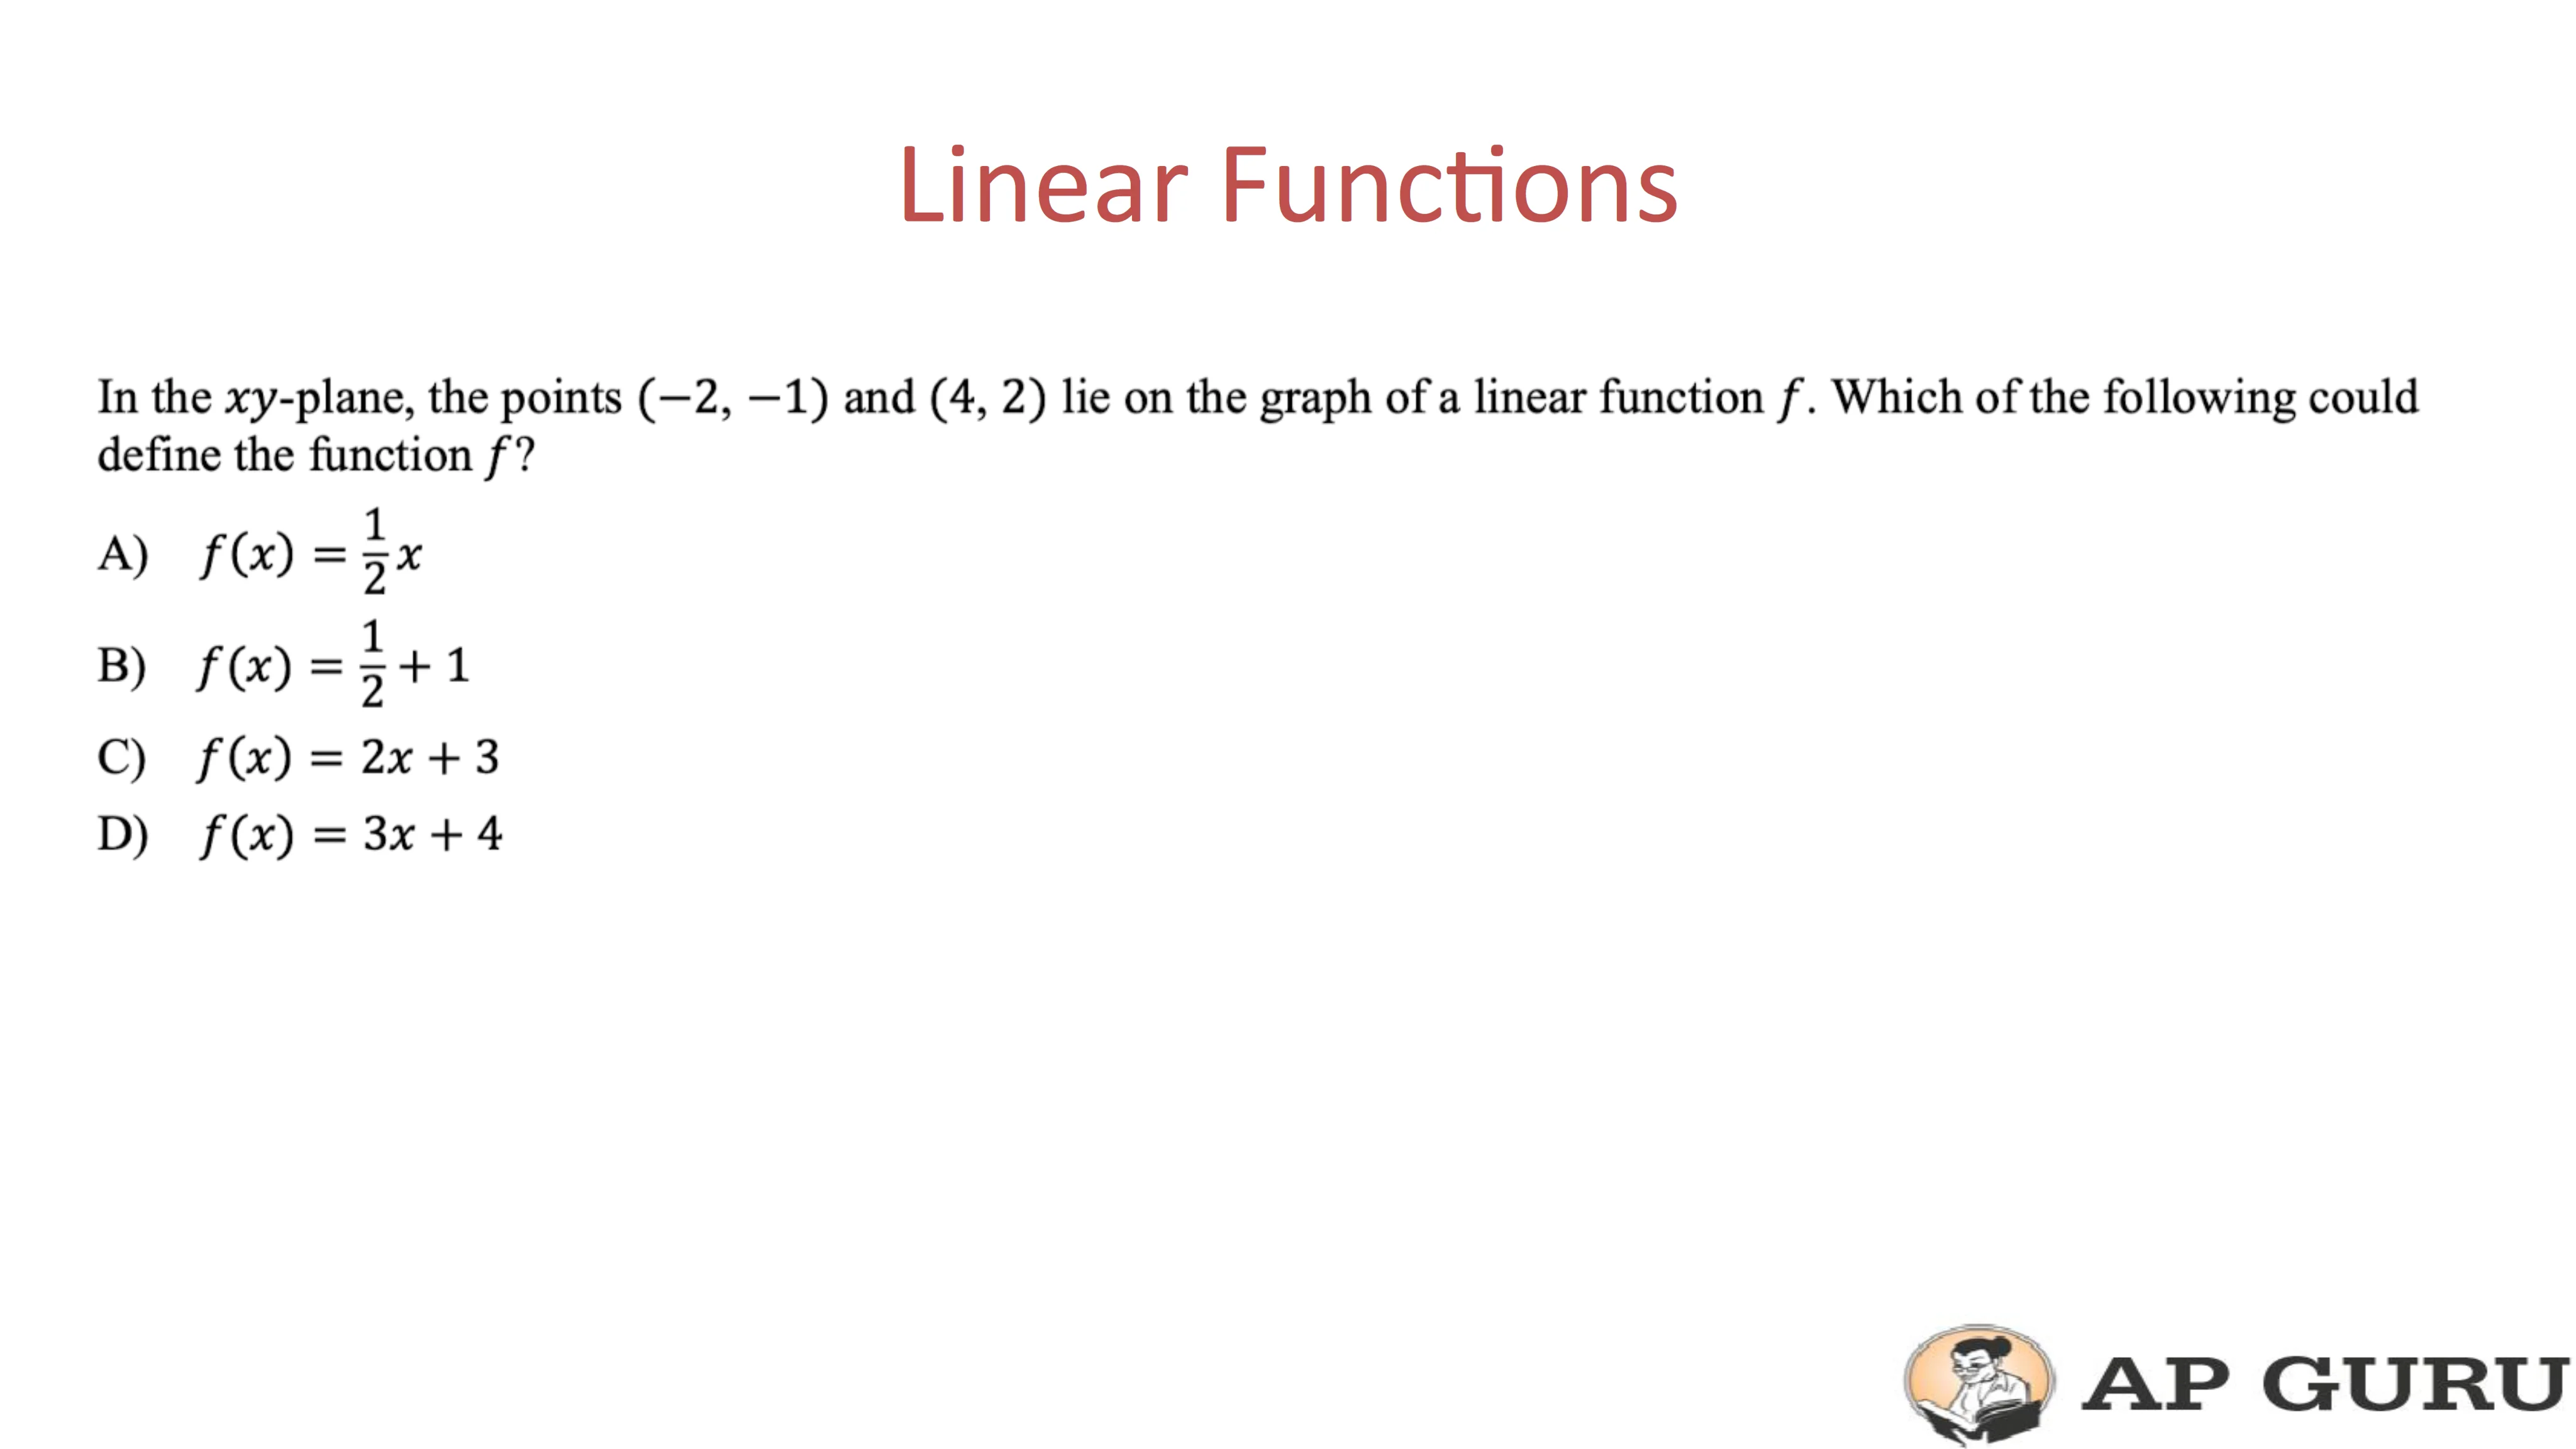 Linear Functions
In the xy-plane, the points (−2, −1) and (4, 2) lie on the graph of a linear function f. Which of the following could
define the function f?
A) f(x) = 1/2 x
B) f(x) = 1/2 + 1
C) f(x) = 2x + 3
D) f(x) = 3x + 4
AP GURU